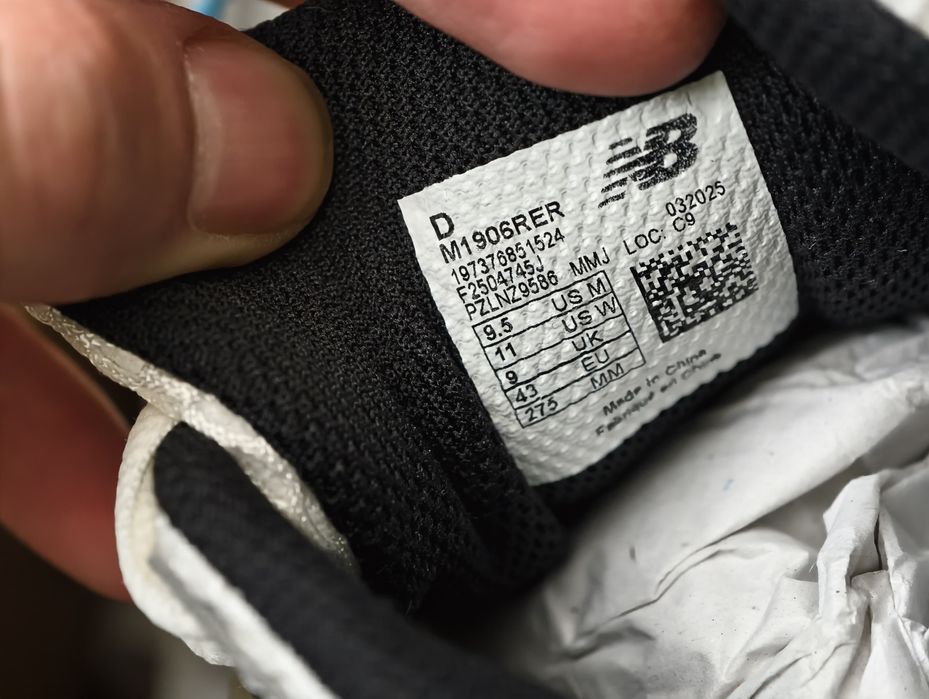 NB
D
M1906RER
032025
197376851524
LOC: C9
F2504745J
PZLNZ9586 MMJ
9.5 US M
11 US W
9 UK
43 EU
275 MM
Made in China
Fabriqué en Chine